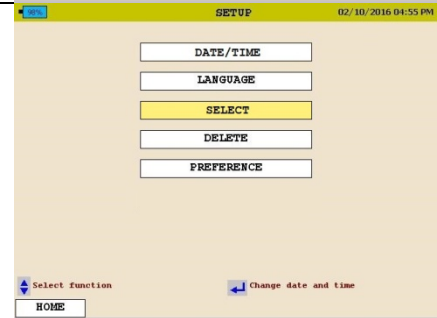 98% SETUP 02/10/2016 04:55 PM
DATE/TIME
LANGUAGE
SELECT
DELETE
PREFERENCE
Select function Change date and time
HOME